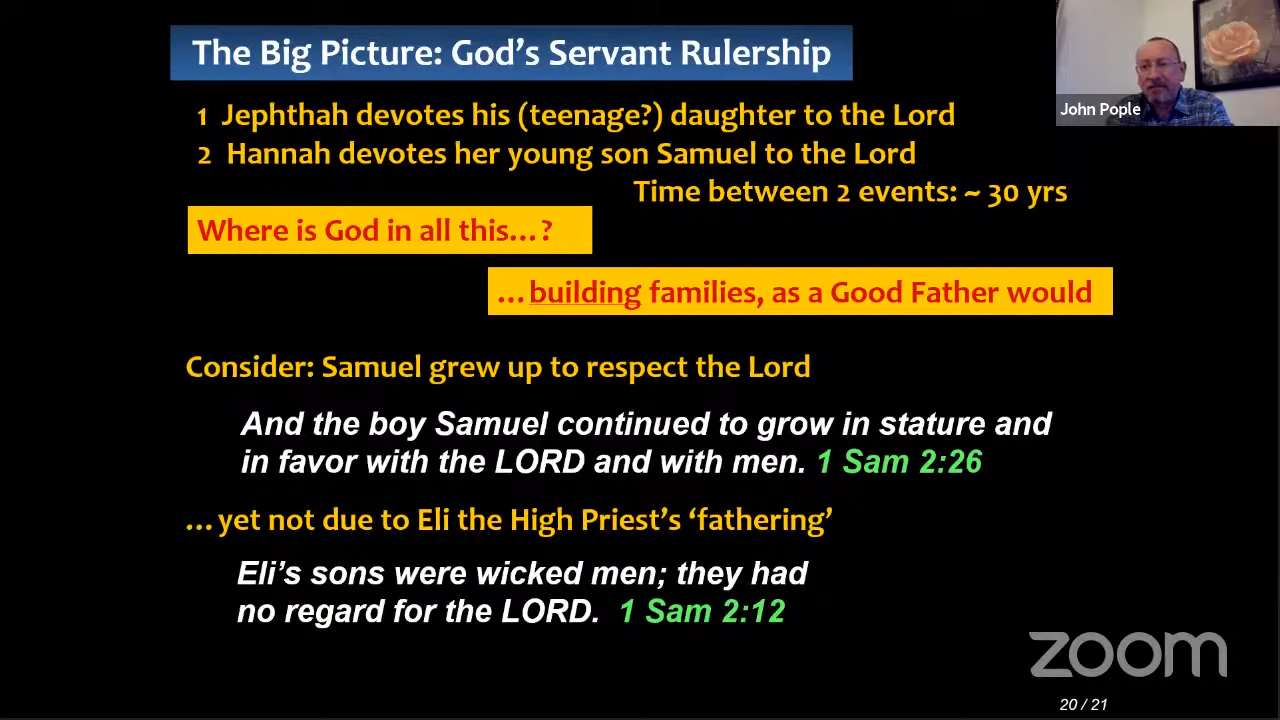 The Big Picture: God’s Servant Rulership
John Pople
1 Jephthah devotes his (teenage?) daughter to the Lord
2 Hannah devotes her young son Samuel to the Lord
Time between 2 events: ~ 30 yrs
Where is God in all this…?
…building families, as a Good Father would
Consider: Samuel grew up to respect the Lord
And the boy Samuel continued to grow in stature and
in favor with the LORD and with men. 1 Sam 2:26
…yet not due to Eli the High Priest’s ‘fathering’
Eli’s sons were wicked men; they had
no regard for the LORD. 1 Sam 2:12
zoom
20 / 21